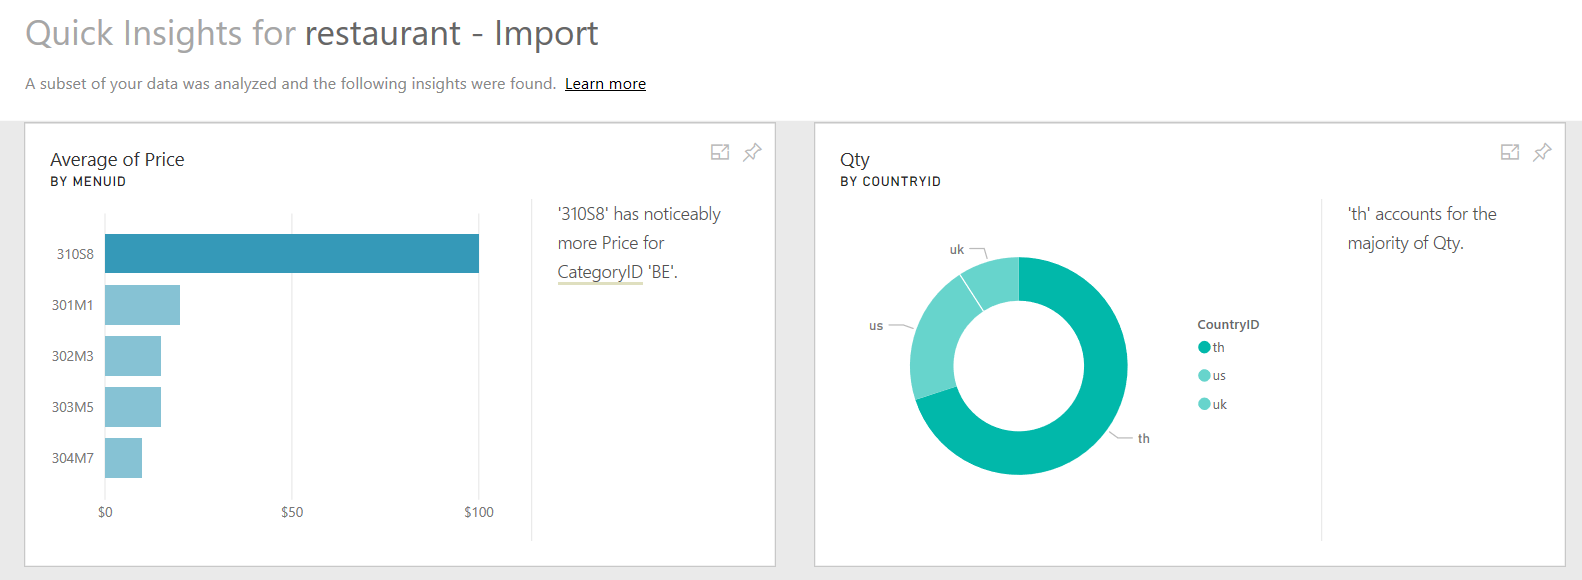 Quick Insights for restaurant - Import
A subset of your data was analyzed and the following insights were found. Learn more
Average of Price
BY MENUID
310S8
301M1
302M3
303M5
304M7
$0 $50 $100
'310S8' has noticeably
more Price for
CategoryID 'BE'.
Qty
BY COUNTRYID
uk
us
th
CountryID
th
us
uk
'th' accounts for the
majority of Qty.